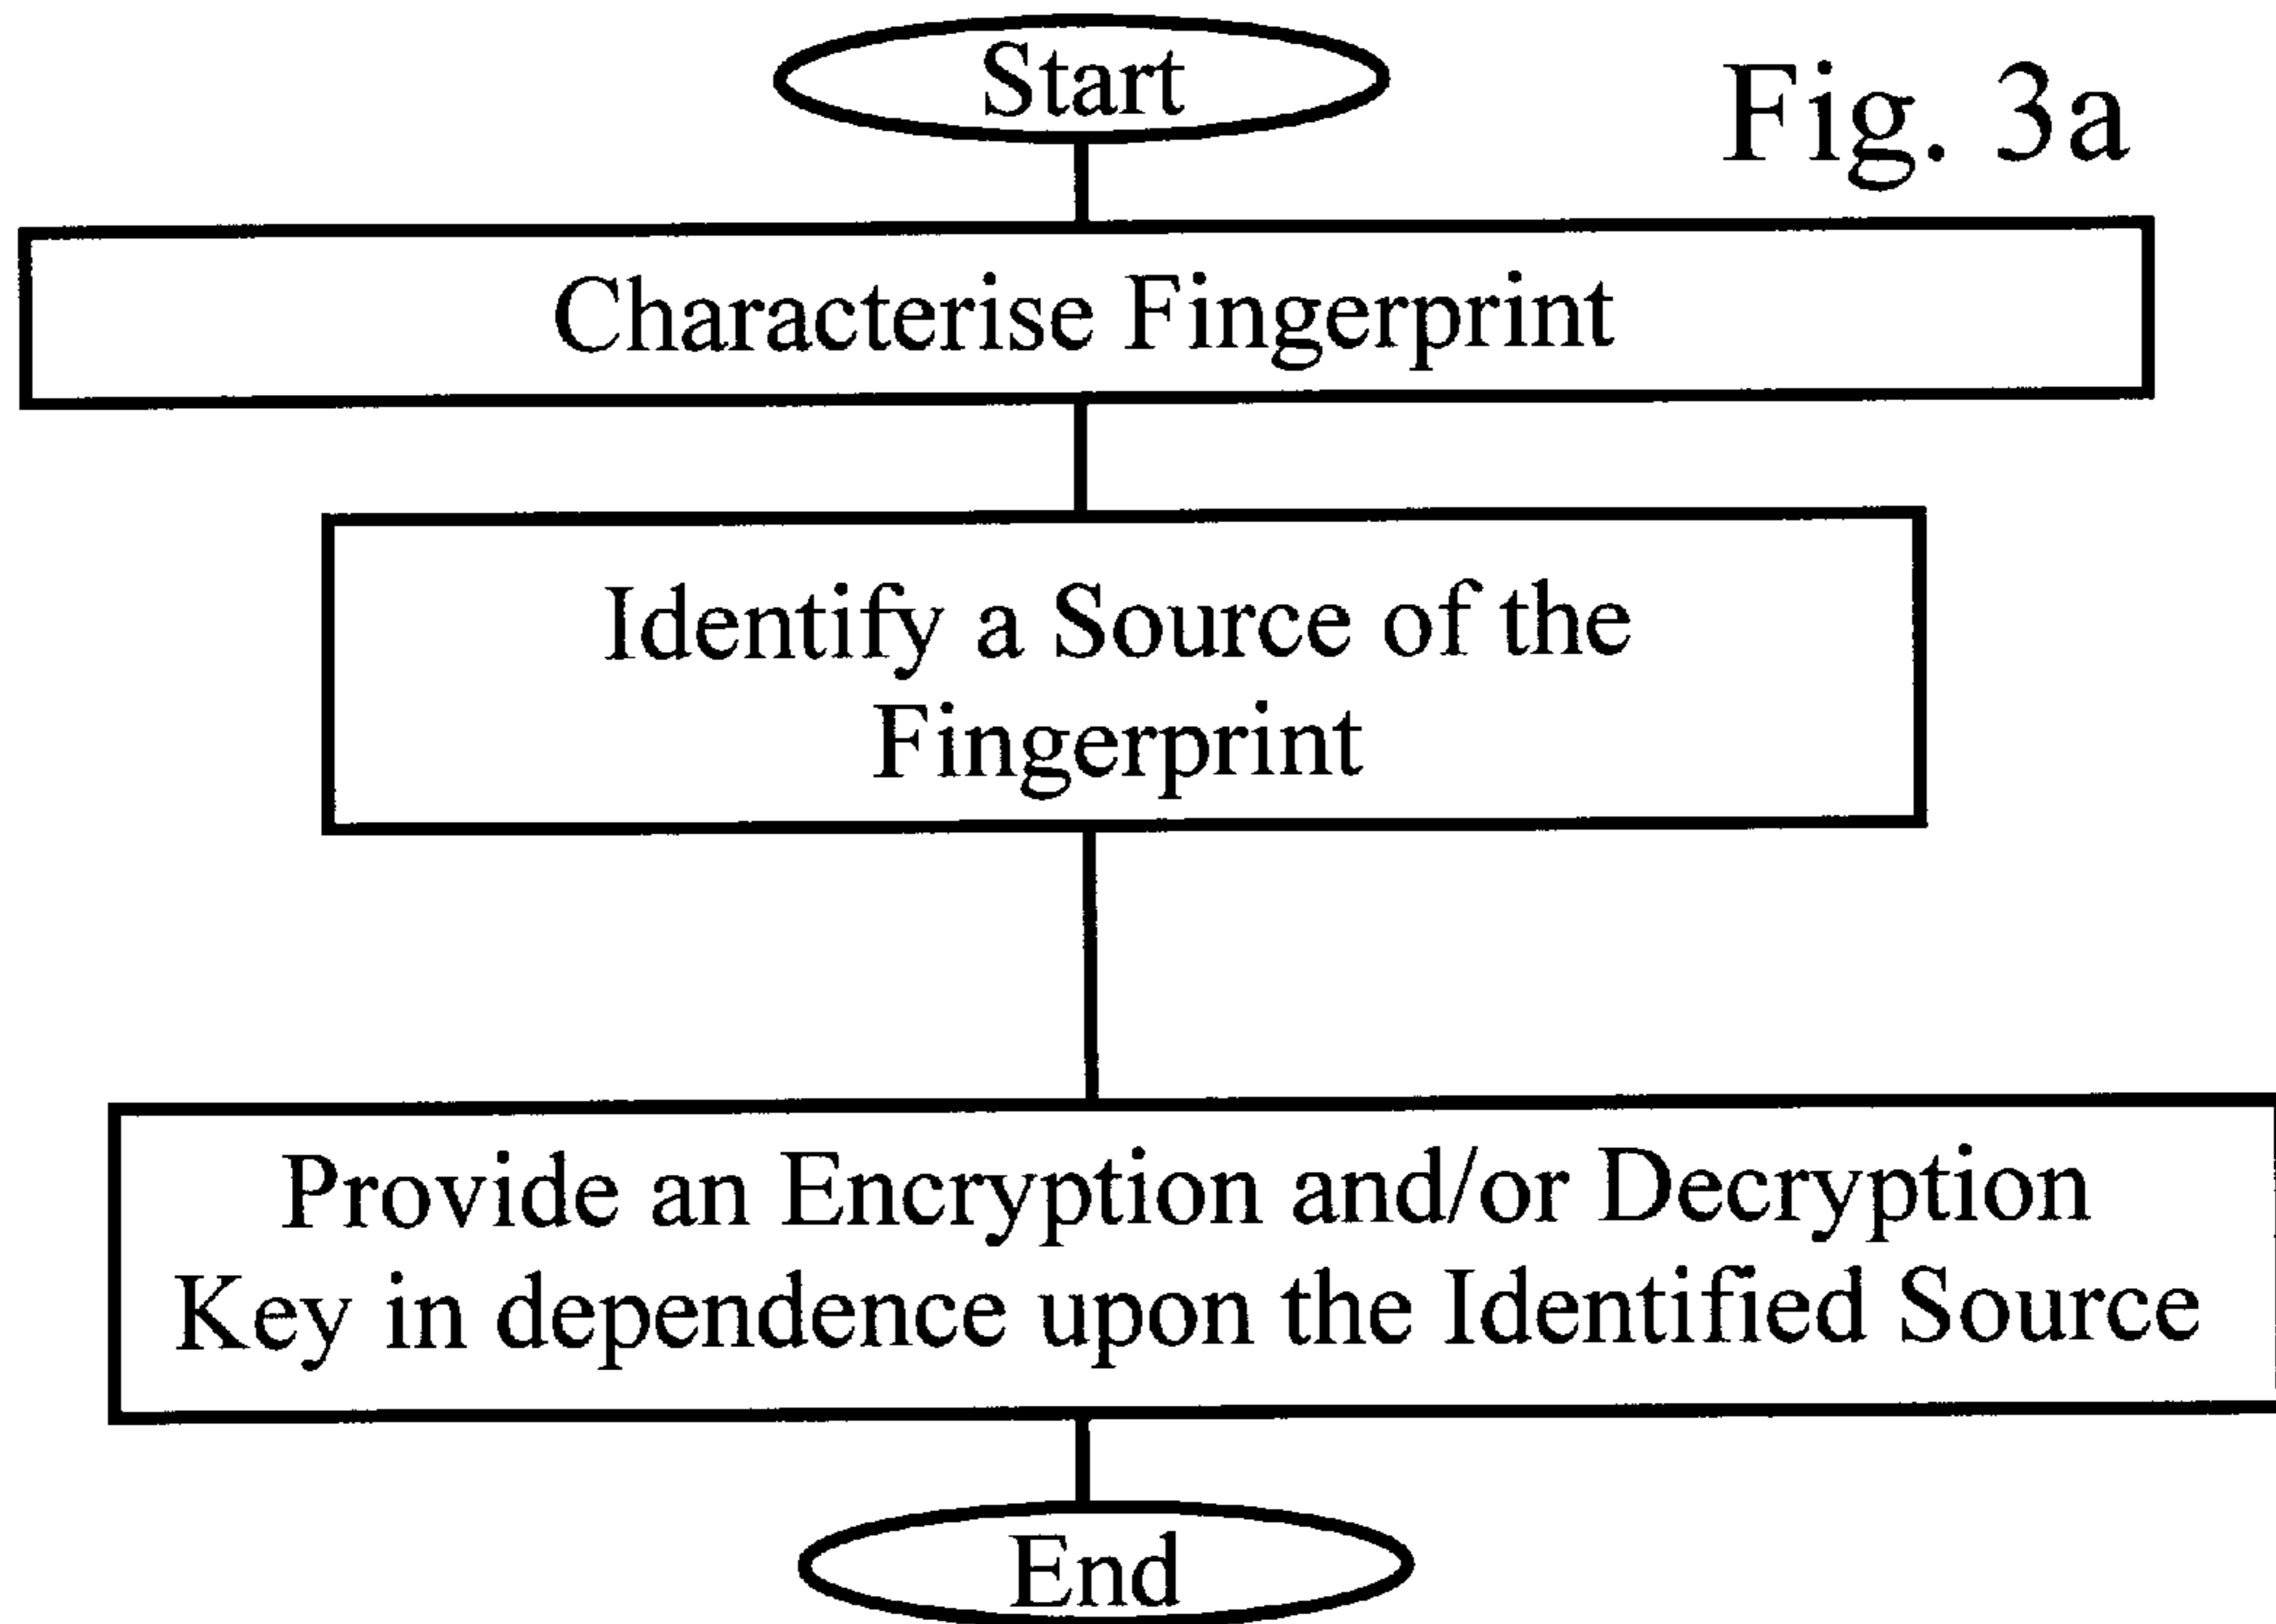 Start
Fig. 3a
Characterise Fingerprint
Identify a Source of the
Fingerprint
Provide an Encryption and/or Decryption
Key in dependence upon the Identified Source
End